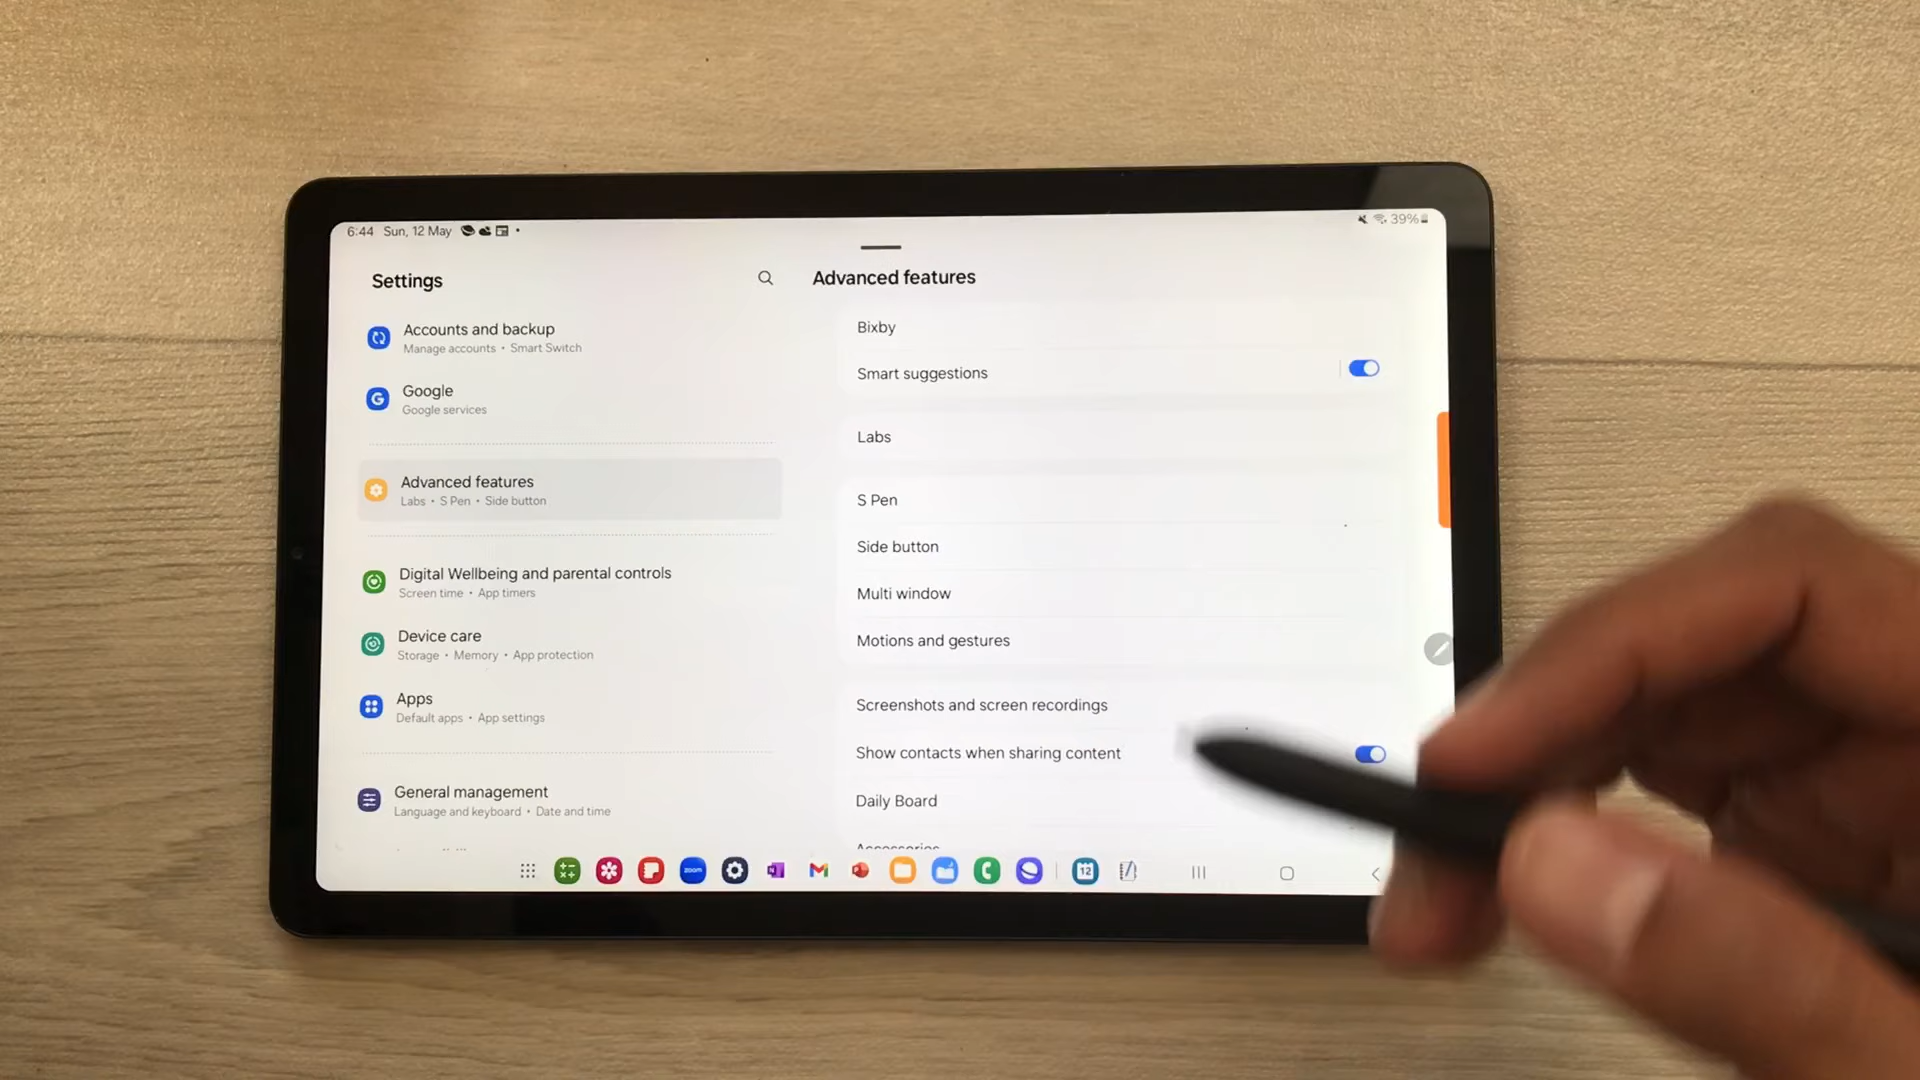 6:44 Sun, 12 May
39%
Settings
Accounts and backup
Manage accounts • Smart Switch
Google
Google services
Advanced features
Labs • S Pen • Side button
Digital Wellbeing and parental controls
Screen time • App timers
Device care
Storage • Memory • App protection
Apps
Default apps • App settings
General management
Language and keyboard • Date and time
Advanced features
Bixby
Smart suggestions
Labs
S Pen
Side button
Multi window
Motions and gestures
Screenshots and screen recordings
Show contacts when sharing content
Daily Board
Accessories
zoom
12